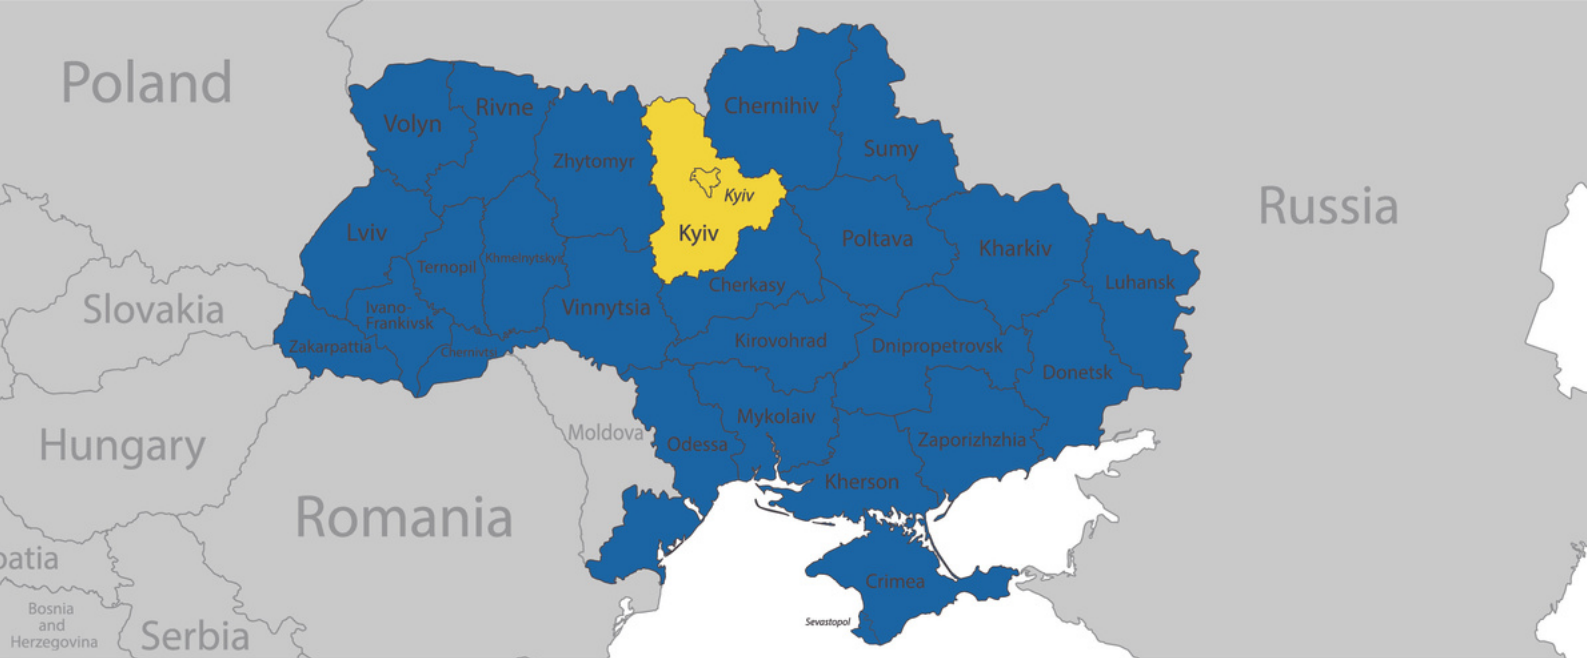 Poland
Volyn
Rivne
Zhytomyr
Chernihiv
Sumy
Kyiv
Kyiv
Russia
Lviv
Ternopil
Khmelnytskyi
Poltava
Kharkiv
Luhansk
Slovakia
Ivano-
Frankivsk
Vinnytsia
Cherkasy
Kirovohrad
Dnipropetrovsk
Zakarpattia
Chernivtsi
Donetsk
Hungary
Moldova
Odessa
Mykolaiv
Zaporizhzhia
Kherson
Romania
oatia
Crimea
Bosnia
and
Herzegovina
Serbia
Sevastopol